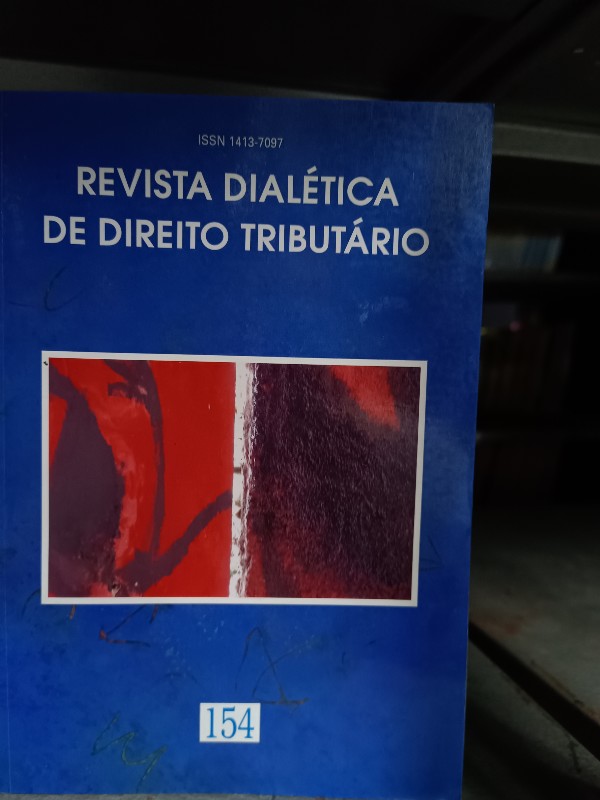 ISSN 1413-7097
REVISTA DIALÉTICA
DE DIREITO TRIBUTÁRIO
154